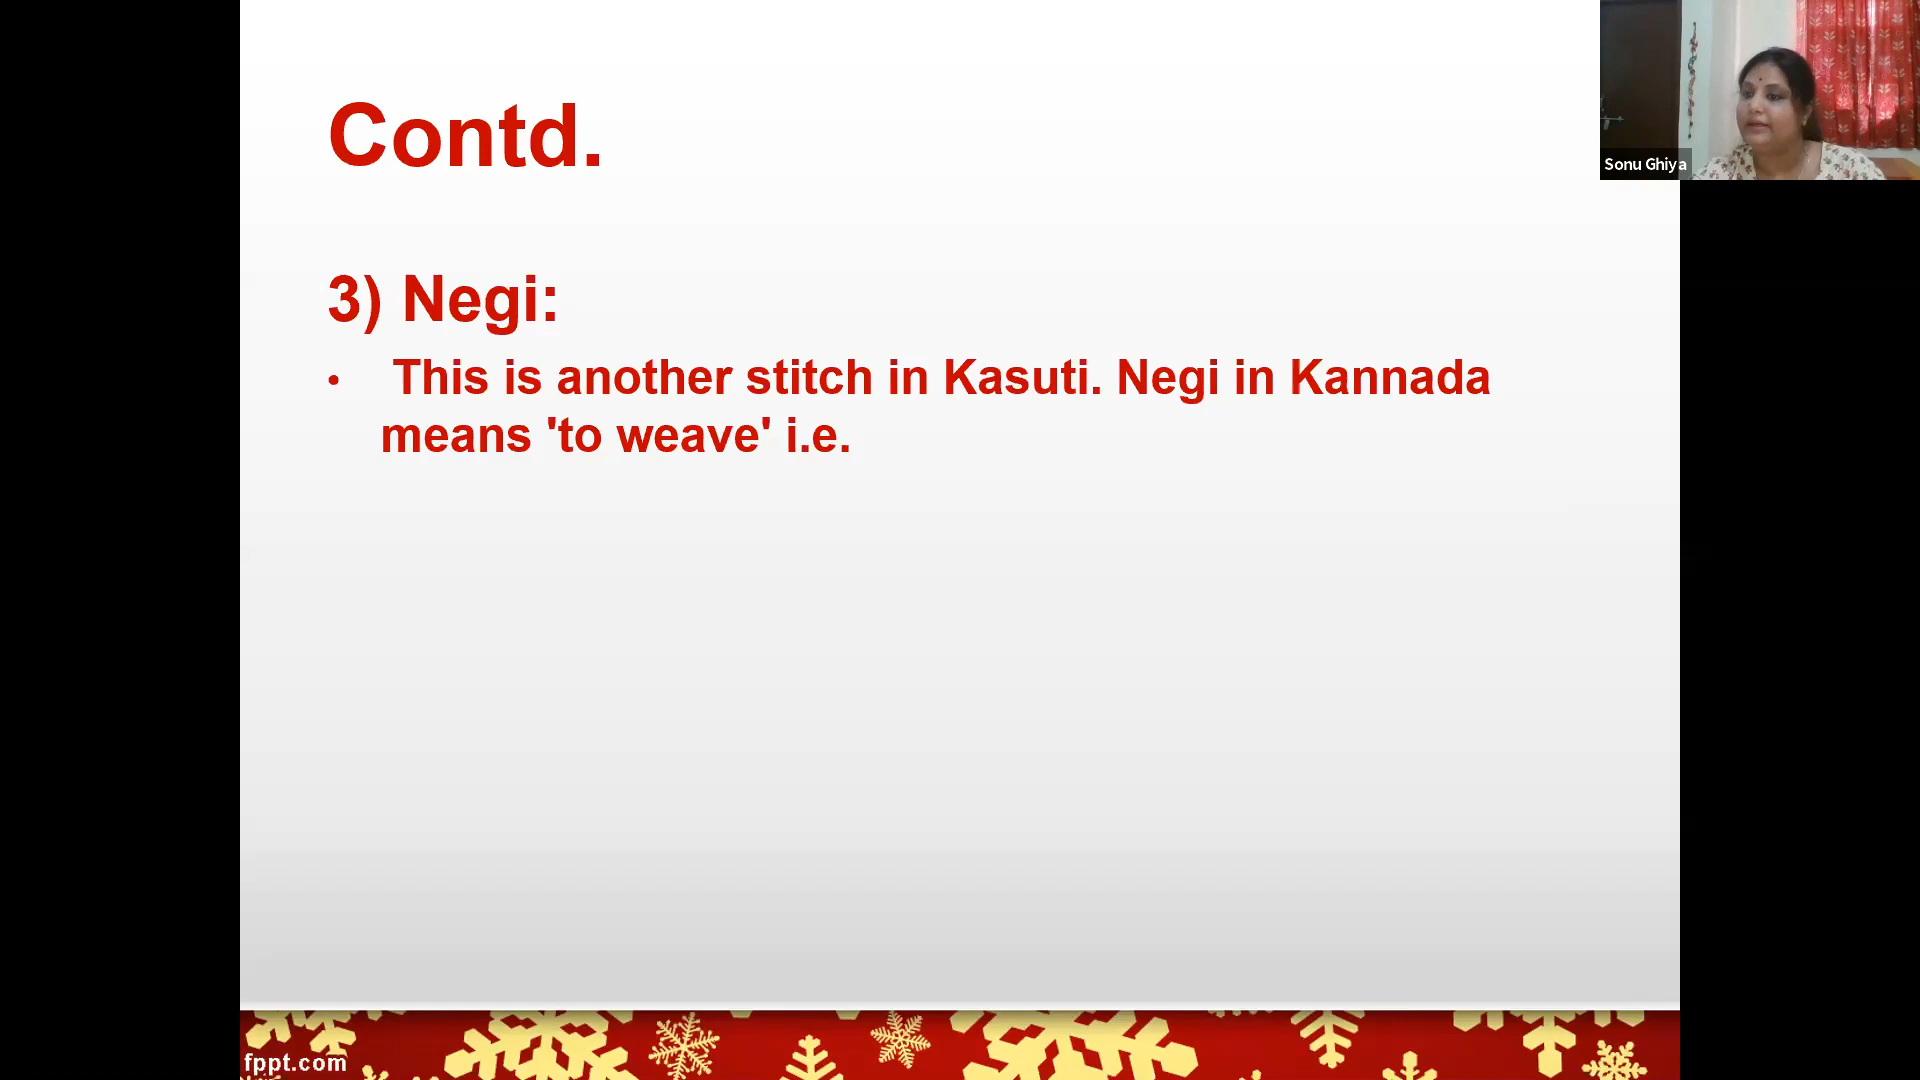 Contd.
Sonu Ghiya
3) Negi:
• This is another stitch in Kasuti. Negi in Kannada
means 'to weave' i.e.
fppt.com